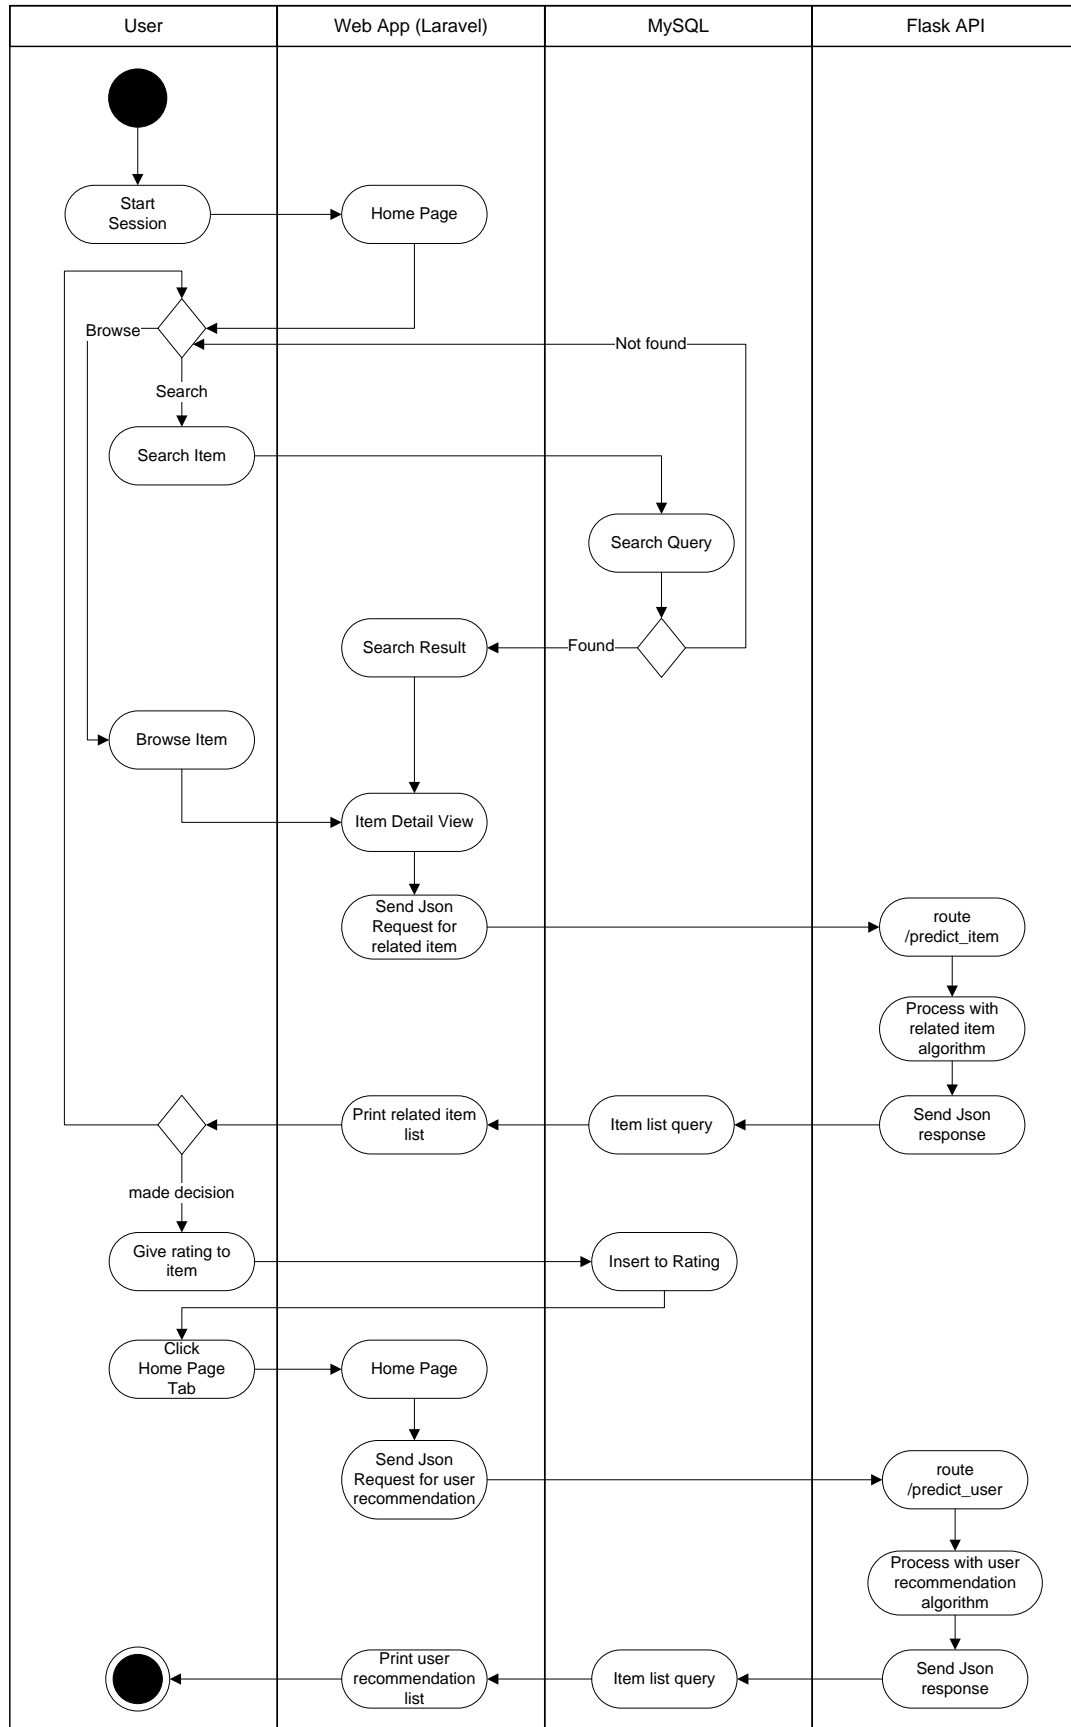 User
Web App (Laravel)
MySQL
Flask API
Start
Session
Home Page
Browse
Not found
Search
Search Item
Search Query
Search Result
Found
Browse Item
Item Detail View
Send Json
Request for
related item
route
/predict_item
Process with
related item
algorithm
Print related item
list
Item list query
Send Json
response
made decision
Give rating to
item
Insert to Rating
Click
Home Page
Tab
Home Page
Send Json
Request for user
recommendation
route
/predict_user
Process with user
recommendation
algorithm
Print user
recommendation
list
Item list query
Send Json
response